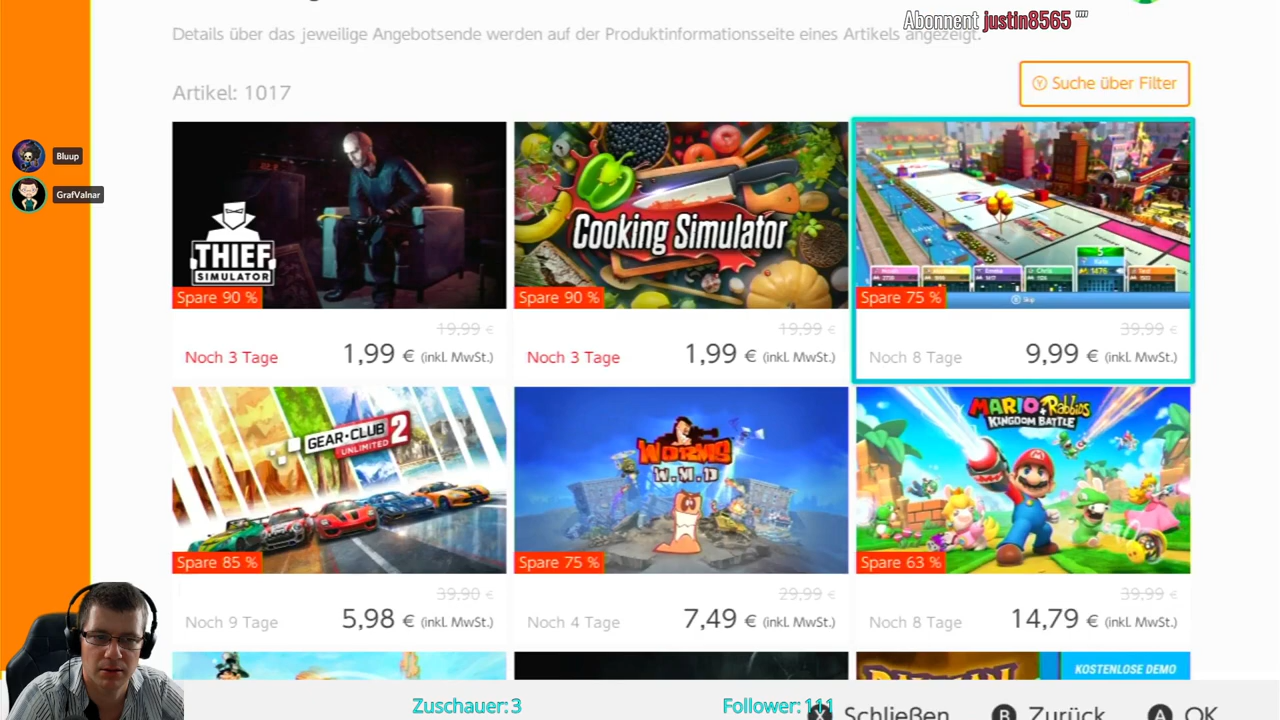 Abonnent justin8565 ""
Details über das jeweilige Angebotsende werden auf der Produktinformationsseite eines Artikels angezeigt.
Artikel: 1017
Y Suche über Filter
Bluup
GrafValnar
THIEF
SIMULATOR
Spare 90 %
19,99 €
Noch 3 Tage
1,99 € (inkl. MwSt.)
Cooking Simulator
Spare 90 %
19,99 €
Noch 3 Tage
1,99 € (inkl. MwSt.)
5
1476
Skip
Spare 75 %
39,99 €
Noch 8 Tage
9,99 € (inkl. MwSt.)
GEAR·CLUB 2
UNLIMITED
Spare 85 %
39,90 €
Noch 9 Tage
5,98 € (inkl. MwSt.)
WORMS
W.M.D
Spare 75 %
29,99 €
Noch 4 Tage
7,49 € (inkl. MwSt.)
MARIO + Rabbids
KINGDOM BATTLE
Spare 63 %
39,99 €
Noch 8 Tage
14,79 € (inkl. MwSt.)
KOSTENLOSE DEMO
Zuschauer: 3
Follower: 111
X Schließen
B Zurück
A OK